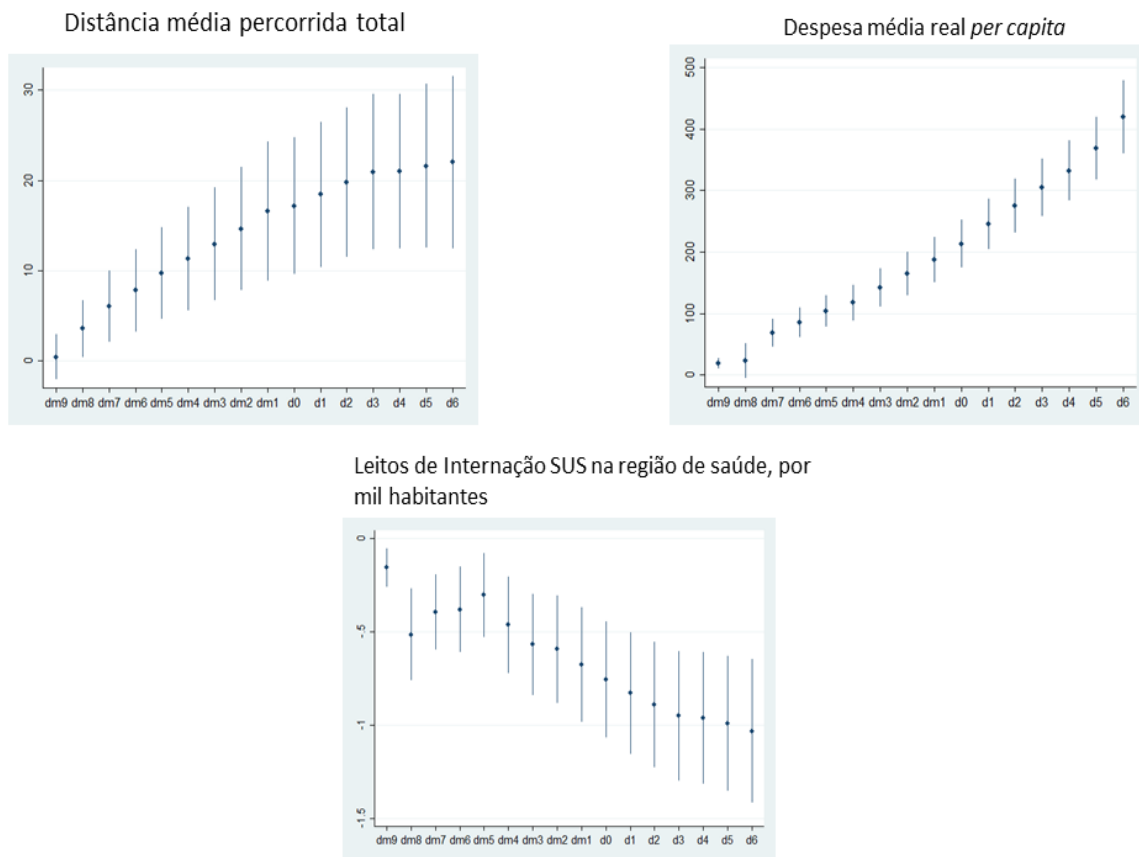 Distância média percorrida total
30
20
10
0
dm9 dm8 dm7 dm6 dm5 dm4 dm3 dm2 dm1 d0 d1 d2 d3 d4 d5 d6
Despesa média real per capita
500
400
300
200
100
0
dm9 dm8 dm7 dm6 dm5 dm4 dm3 dm2 dm1 d0 d1 d2 d3 d4 d5 d6
Leitos de Internação SUS na região de saúde, por
mil habitantes
0
-.5
-1
-1.5
dm9 dm8 dm7 dm6 dm5 dm4 dm3 dm2 dm1 d0 d1 d2 d3 d4 d5 d6